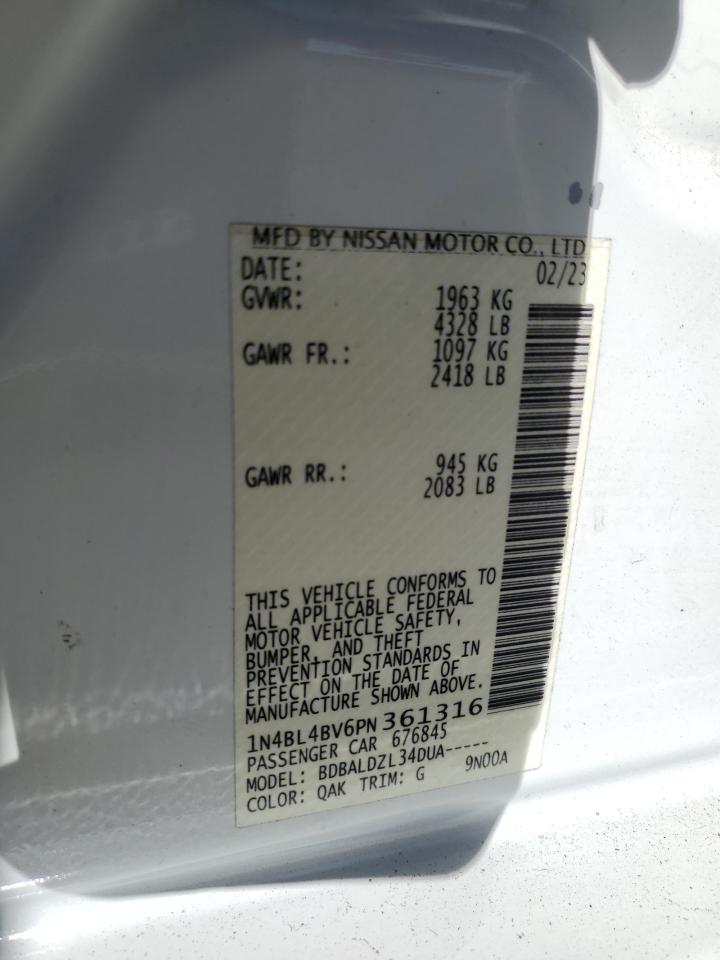 MFD BY NISSAN MOTOR CO., LTD
DATE: 02/23
GVWR: 1963 KG
4328 LB
GAWR FR.: 1097 KG
2418 LB
GAWR RR.: 945 KG
2083 LB
THIS VEHICLE CONFORMS TO
ALL APPLICABLE FEDERAL
MOTOR VEHICLE SAFETY,
BUMPER, AND THEFT
PREVENTION STANDARDS IN
EFFECT ON THE DATE OF
MANUFACTURE SHOWN ABOVE.
1N4BL4BV6PN361316
PASSENGER CAR 676845
MODEL: BDBALDZL34DUA-----
COLOR: QAK TRIM: G 9N00A